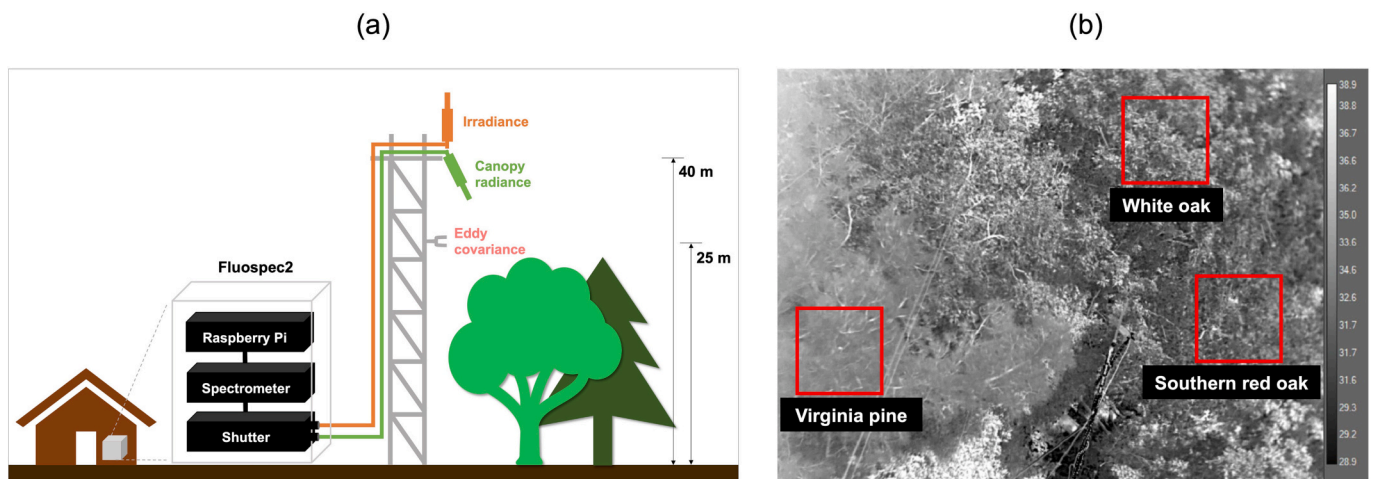 (a)
(b)
Irradiance
Canopy
radiance
40 m
Eddy
covariance
25 m
Fluospec2
Raspberry Pi
Spectrometer
Shutter
White oak
Southern red oak
Virginia pine
38.9
38.8
36.7
36.6
36.2
35.0
33.6
34.6
32.6
31.7
31.7
31.6
29.3
29.2
28.9